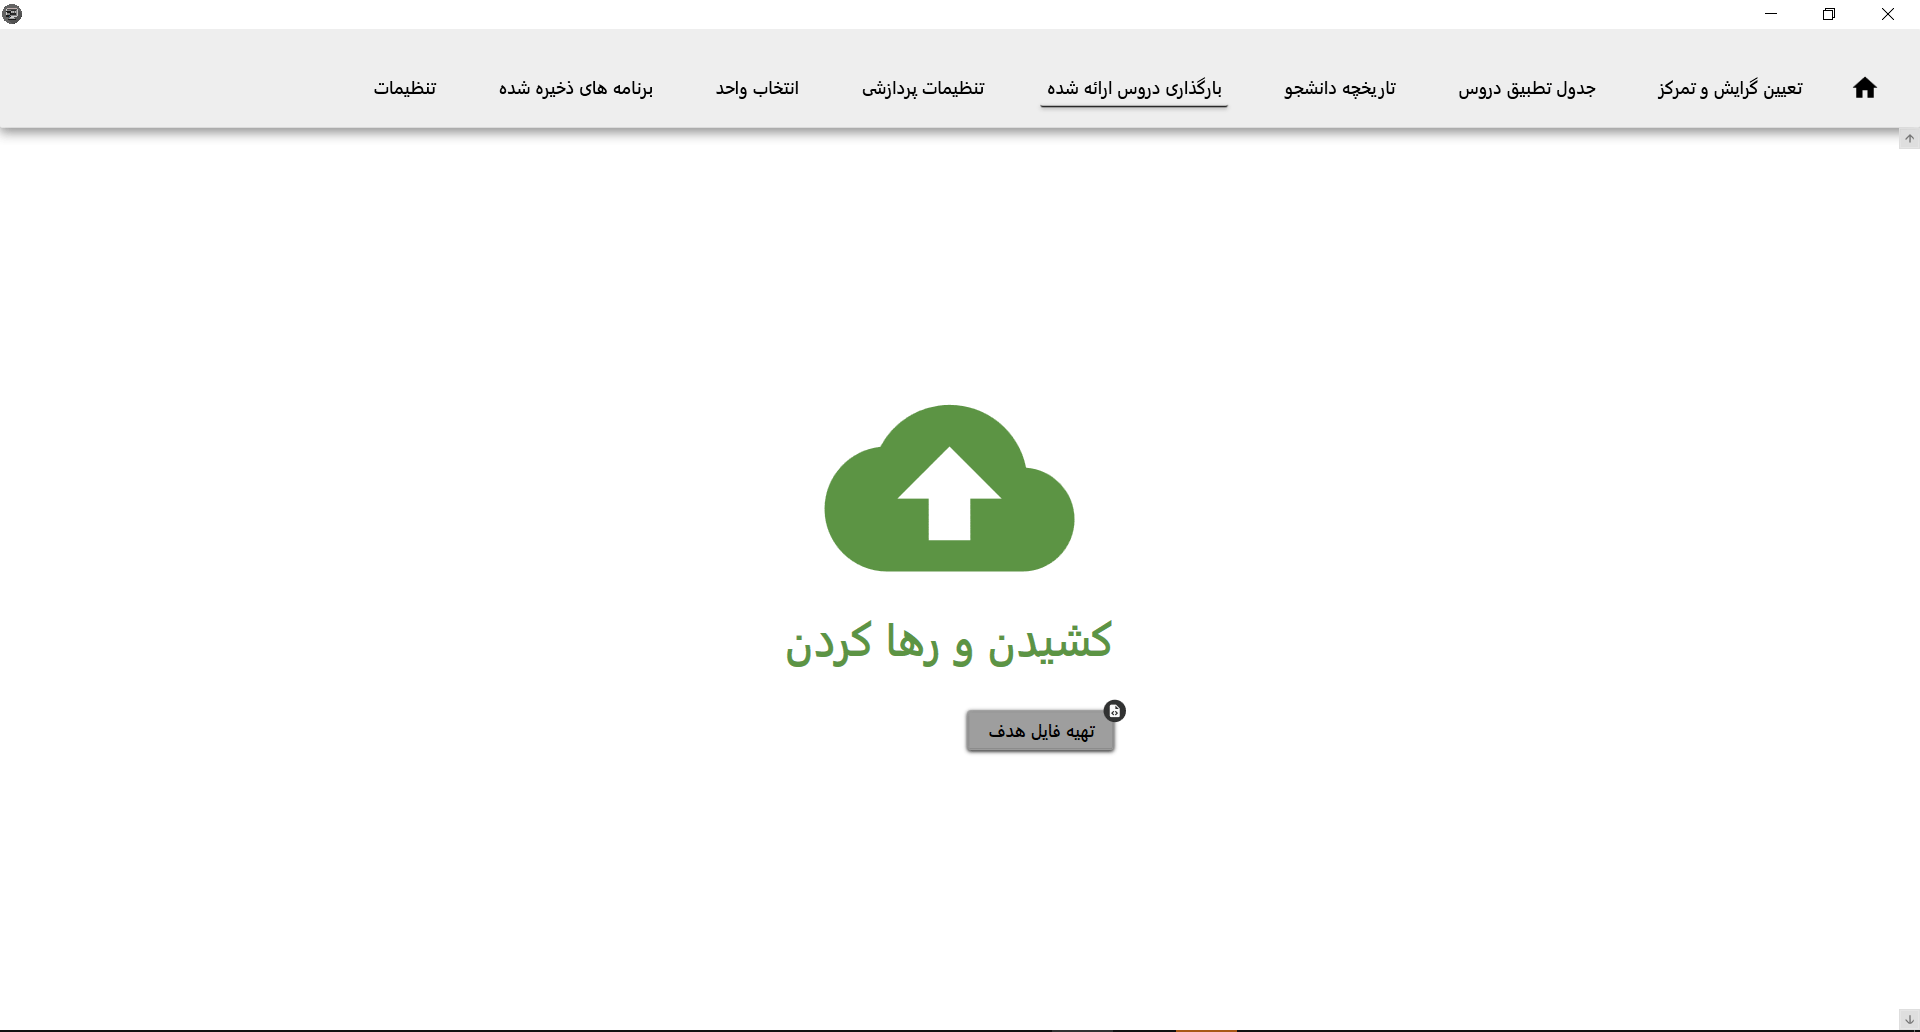 تعیین گرایش و تمرکز
جدول تطبیق دروس
تاریخچه دانشجو
بارگذاری دروس ارائه شده
تنظیمات پردازشی
انتخاب واحد
برنامه های ذخیره شده
تنظیمات
کشیدن و رها کردن
تهیه فایل هدف